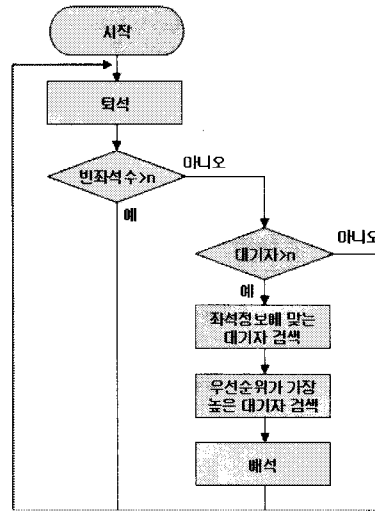 시작
퇴석
빈좌석수>n
아니오
예
대기자>n
아니오
예
좌석정보에 맞는
대기자 검색
우선순위가 가장
높은 대기자 검색
배석